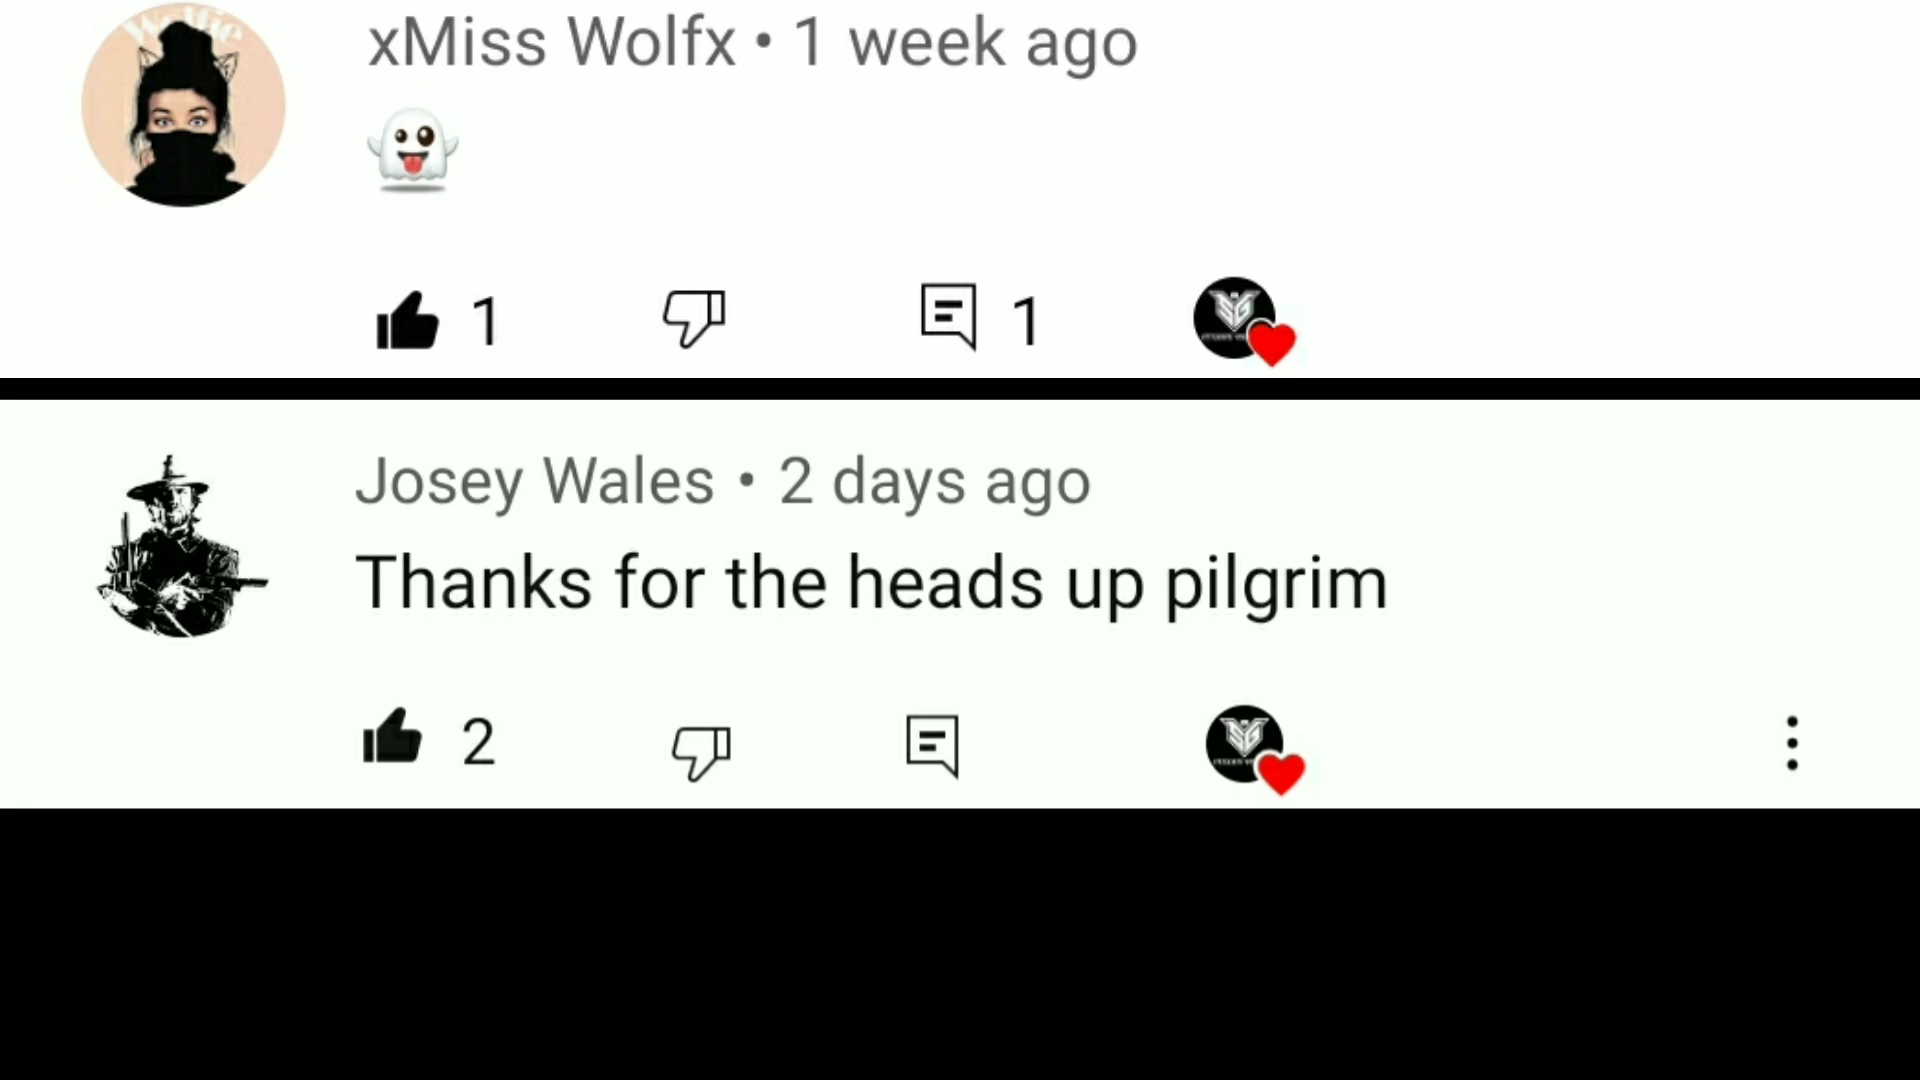 Wolfie
xMiss Wolfx • 1 week ago
👻
1 1
Josey Wales • 2 days ago
Thanks for the heads up pilgrim
2